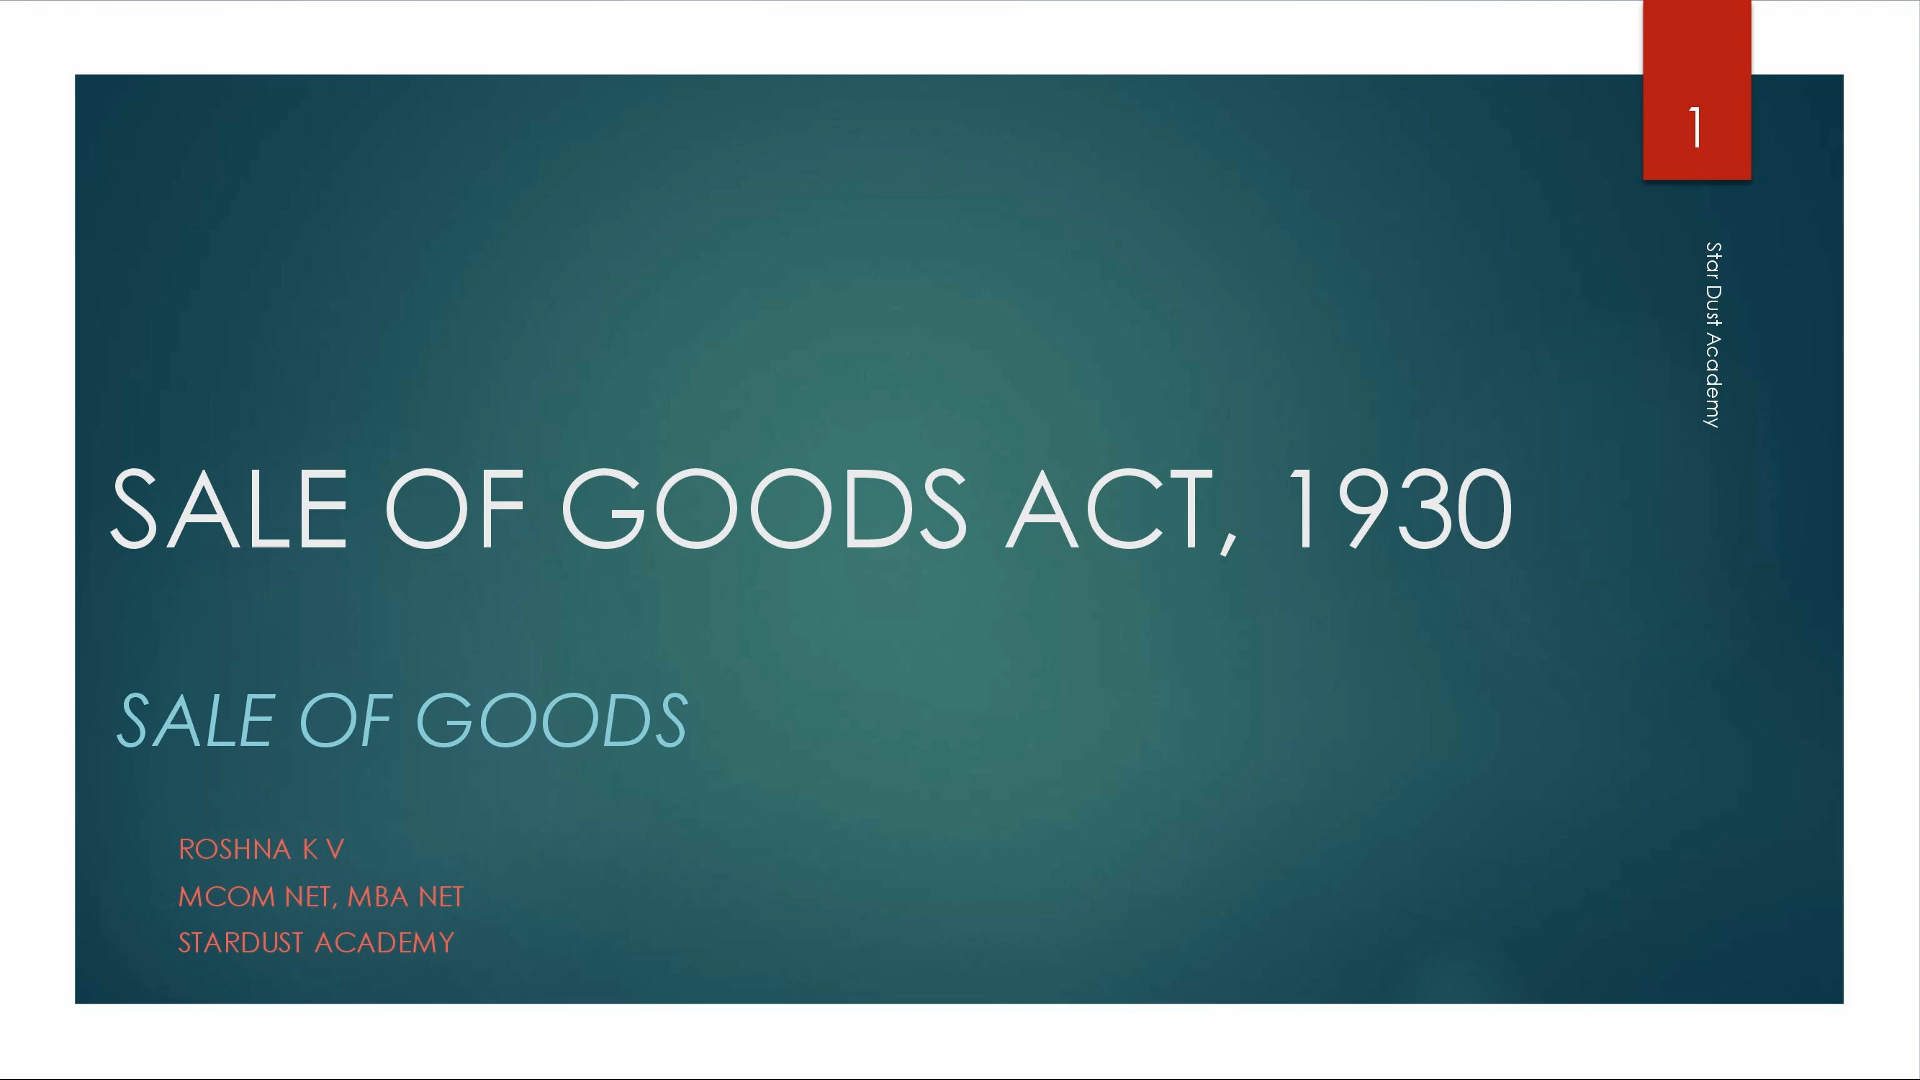 1
Star Dust Academy
SALE OF GOODS ACT, 1930
SALE OF GOODS
ROSHNA K V
MCOM NET, MBA NET
STARDUST ACADEMY